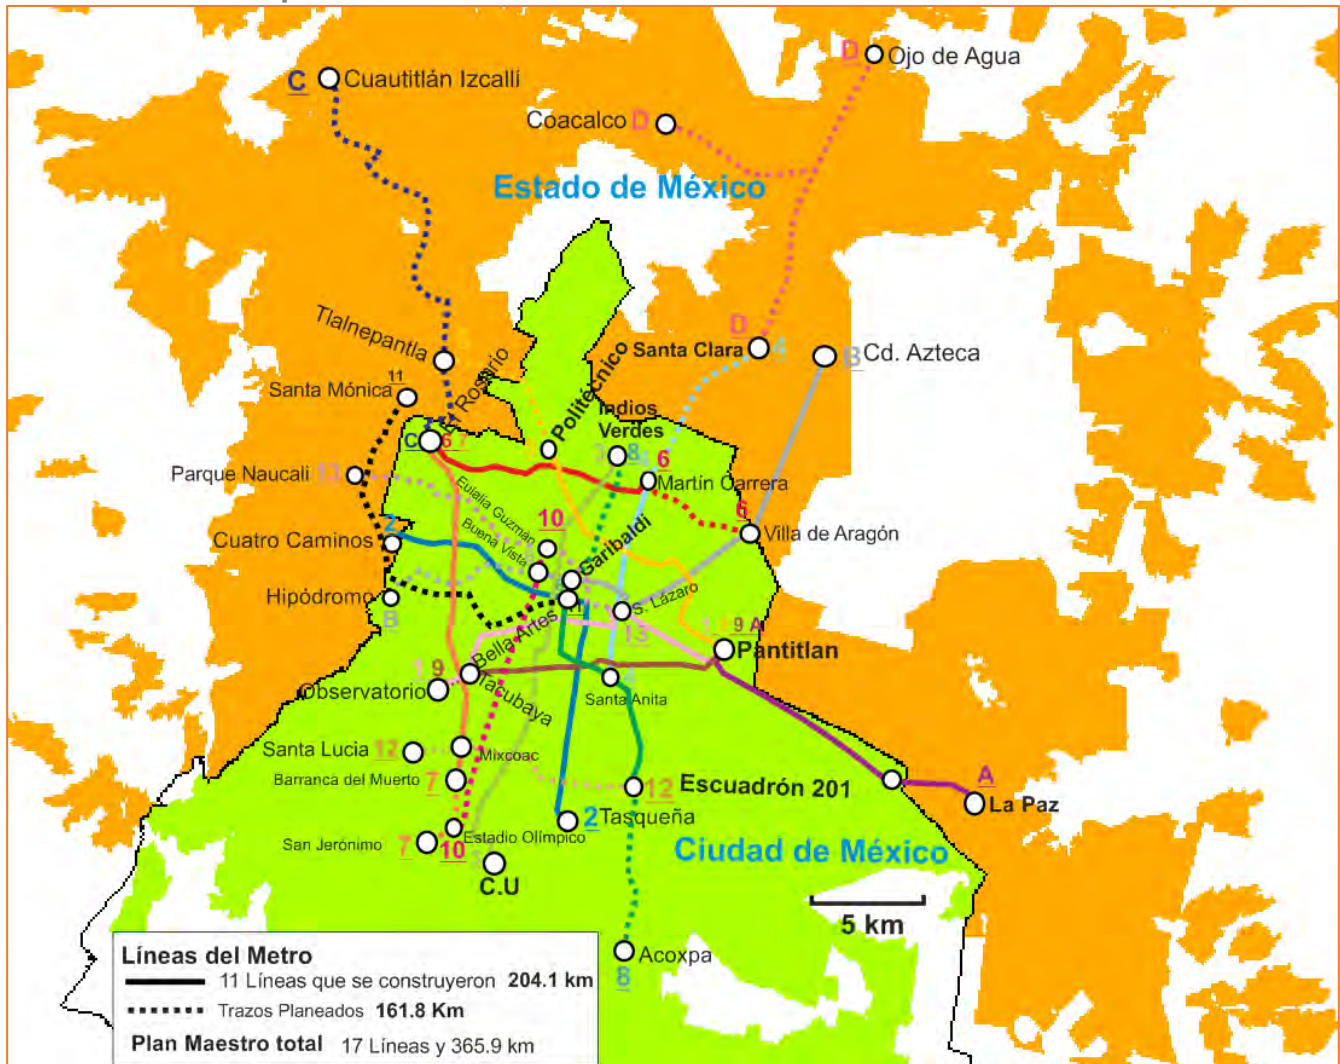 C
Cuautitlán Izcalli
D
Ojo de Agua
Coacalco
D
Estado de México
Tlalnepantla
Santa Mónica
11
El Rosario
Politécnico
D
Santa Clara
4
B
Cd. Azteca
Indios
Verdes
C
6
7
3
8
6
Martín Carrera
Parque Naucali
13
Eulalia Guzmán
Buena Vista
10
Garibaldi
6
Villa de Aragón
2
Cuatro Caminos
Hipódromo
B
S. Lázaro
13
Bella Artes
9 A
Pantitlan
1 9
Observatorio
Tacubaya
4
Santa Anita
Santa Lucia
12
Mixcoac
Barranca del Muerto
7
12
Escuadrón 201
A
La Paz
San Jerónimo
7
Estadio Olímpico
10
2
Tasqueña
C.U
Ciudad de México
5 km
Acoxpa
8
Líneas del Metro
11 Líneas que se construyeron 204.1 km
Trazos Planeados 161.8 Km
Plan Maestro total 17 Líneas y 365.9 km